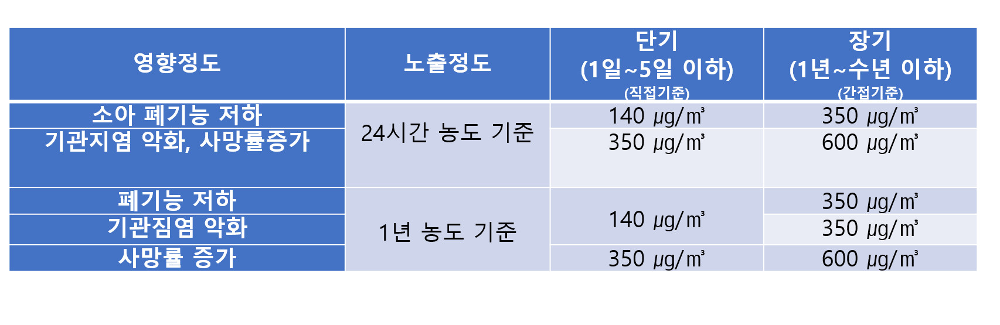 영향정도
노출정도
단기
(1일~5일 이하)
(직접기준)
장기
(1년~수년 이하)
(간접기준)
소아 폐기능 저하
24시간 농도 기준
140 ㎍/㎥
350 ㎍/㎥
기관지염 악화, 사망률증가
350 ㎍/㎥
600 ㎍/㎥
폐기능 저하
1년 농도 기준
140 ㎍/㎥
350 ㎍/㎥
기관짐염 악화
350 ㎍/㎥
사망률 증가
350 ㎍/㎥
600 ㎍/㎥